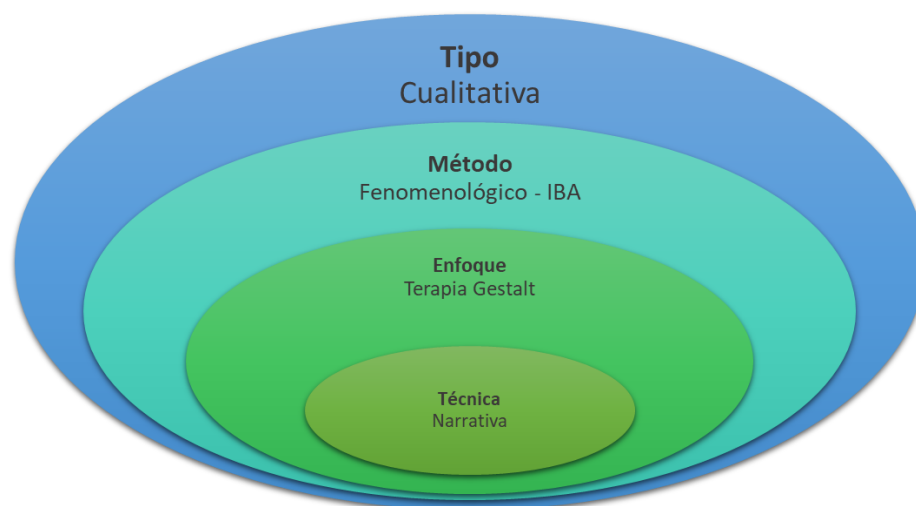 Tipo
Cualitativa
Método
Fenomenológico - IBA
Enfoque
Terapia Gestalt
Técnica
Narrativa